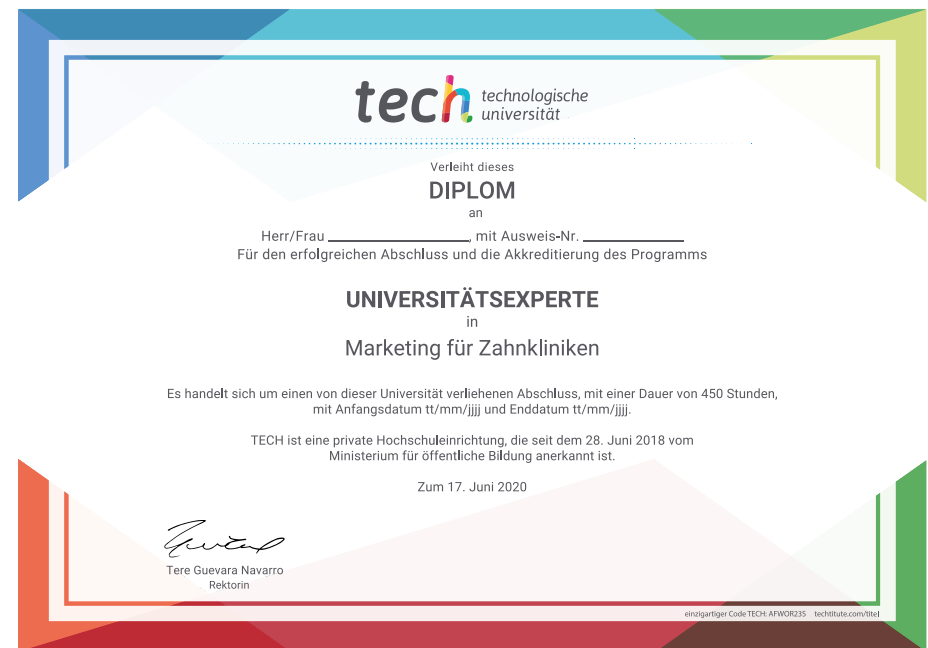 tech technologische
universität
Verleiht dieses
DIPLOM
an
Herr/Frau ____________________, mit Ausweis-Nr. ______________
Für den erfolgreichen Abschluss und die Akkreditierung des Programms
UNIVERSITÄTSEXPERTE
in
Marketing für Zahnkliniken
Es handelt sich um einen von dieser Universität verliehenen Abschluss, mit einer Dauer von 450 Stunden,
mit Anfangsdatum tt/mm/jjjj und Enddatum tt/mm/jjjj.
TECH ist eine private Hochschuleinrichtung, die seit dem 28. Juni 2018 vom
Ministerium für öffentliche Bildung anerkannt ist.
Zum 17. Juni 2020
Tere Guevara Navarro
Rektorin
einzigartiger Code TECH: AFWOR23S techtitute.com/titel